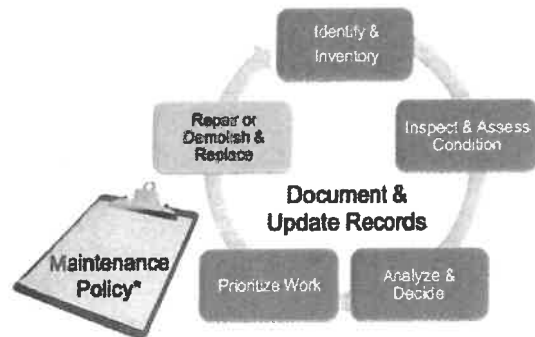 Identify &
Inventory
Inspect & Assess
Condition
Analyze &
Decide
Prioritize Work
Repair or
Demolish &
Replace
Document &
Update Records
Maintenance
Policy*